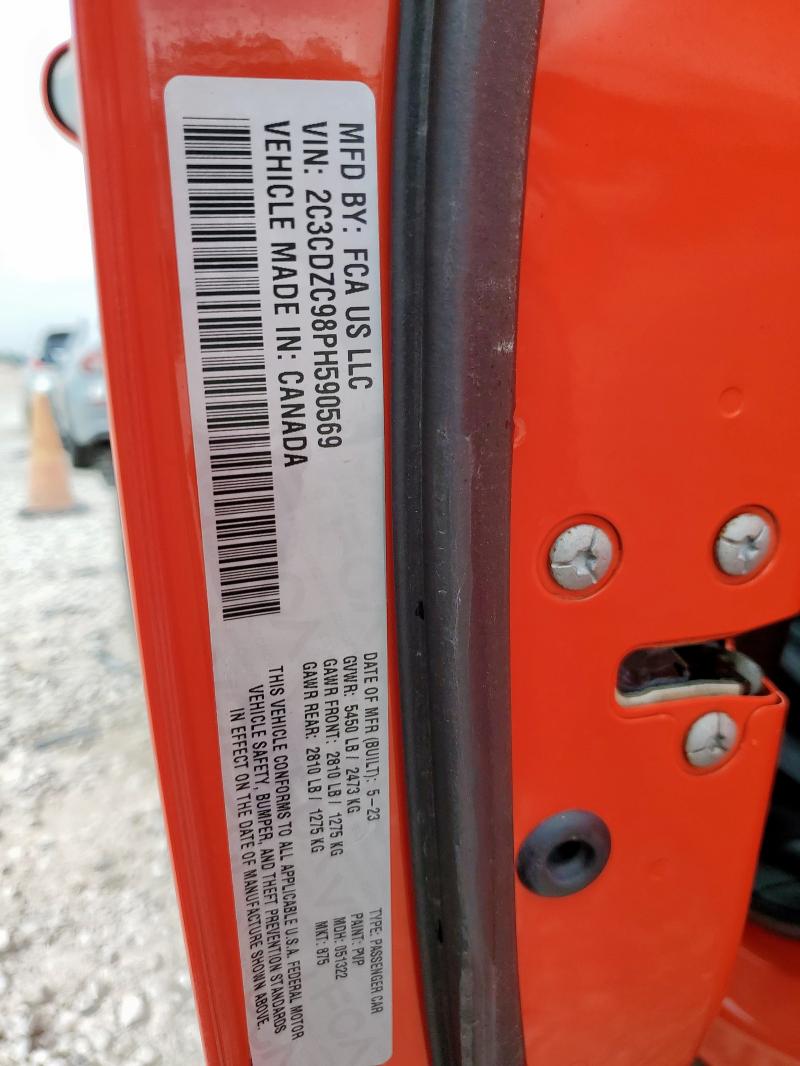 MFD BY: FCA US LLC
VIN: 2C3CDZC98PH590569
VEHICLE MADE IN: CANADA
DATE OF MFR (BUILT): 5-23
GVWR: 5450 LB / 2473 KG
GAWR FRONT: 2810 LB / 1275 KG
GAWR REAR: 2810 LB / 1275 KG
THIS VEHICLE CONFORMS TO ALL APPLICABLE U.S.A. FEDERAL MOTOR
VEHICLE SAFETY, BUMPER, AND THEFT PREVENTION STANDARDS
IN EFFECT ON THE DATE OF MANUFACTURE SHOWN ABOVE.
TYPE: PASSENGER CAR
PAINT: PVP
MDH: 051322
MKT: 875